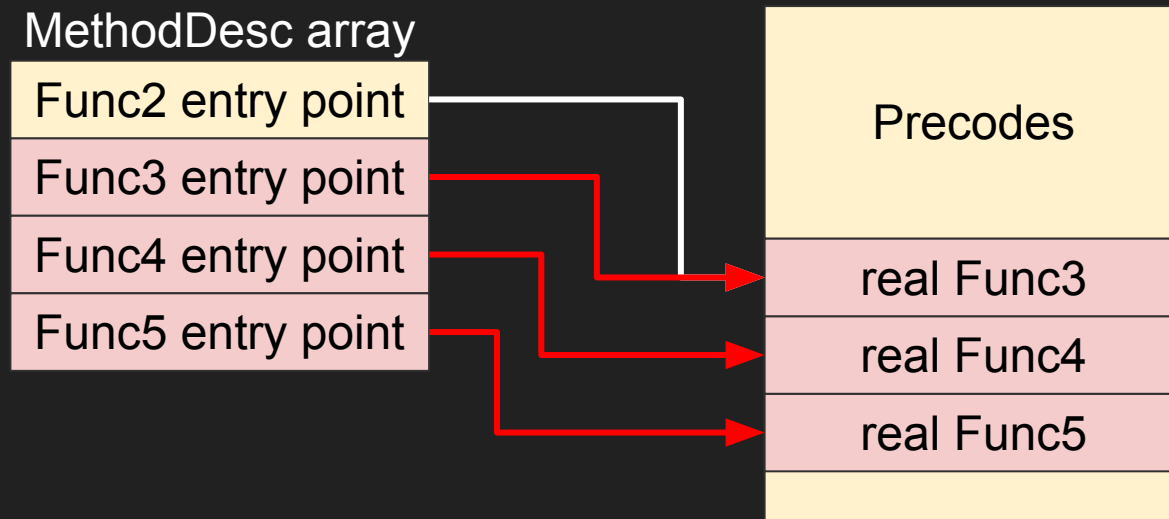 MethodDesc array
Func2 entry point
Func3 entry point
Func4 entry point
Func5 entry point
Precodes
real Func3
real Func4
real Func5